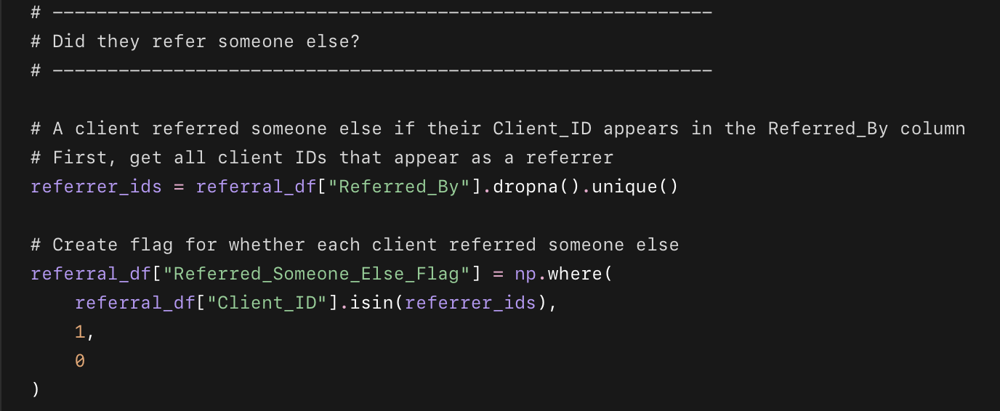 # ------------------------------------------------------------
# Did they refer someone else?
# ------------------------------------------------------------
# A client referred someone else if their Client_ID appears in the Referred_By column
# First, get all client IDs that appear as a referrer
referrer_ids = referral_df["Referred_By"].dropna().unique()
# Create flag for whether each client referred someone else
referral_df["Referred_Someone_Else_Flag"] = np.where(
    referral_df["Client_ID"].isin(referrer_ids),
    1,
    0
)